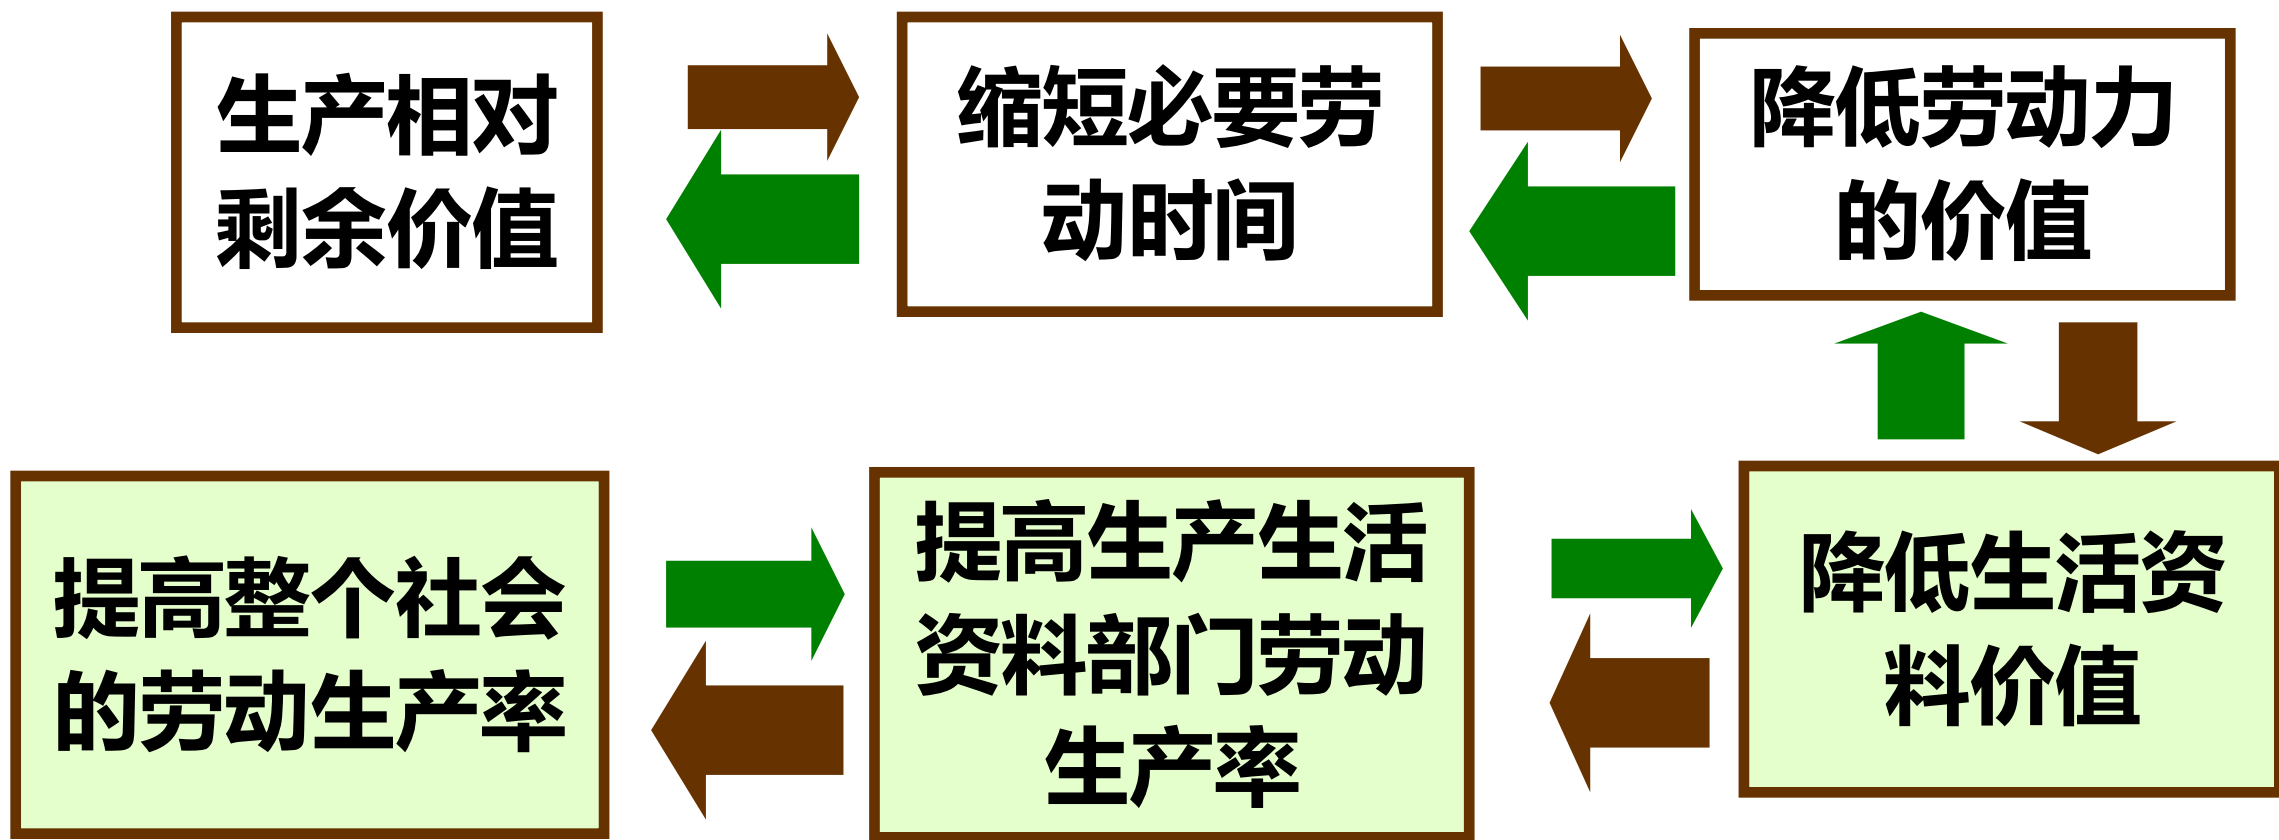 生产相对
剩余价值
缩短必要劳
动时间
降低劳动力
的价值
提高整个社会
的劳动生产率
提高生产生活
资料部门劳动
生产率
降低生活资
料价值